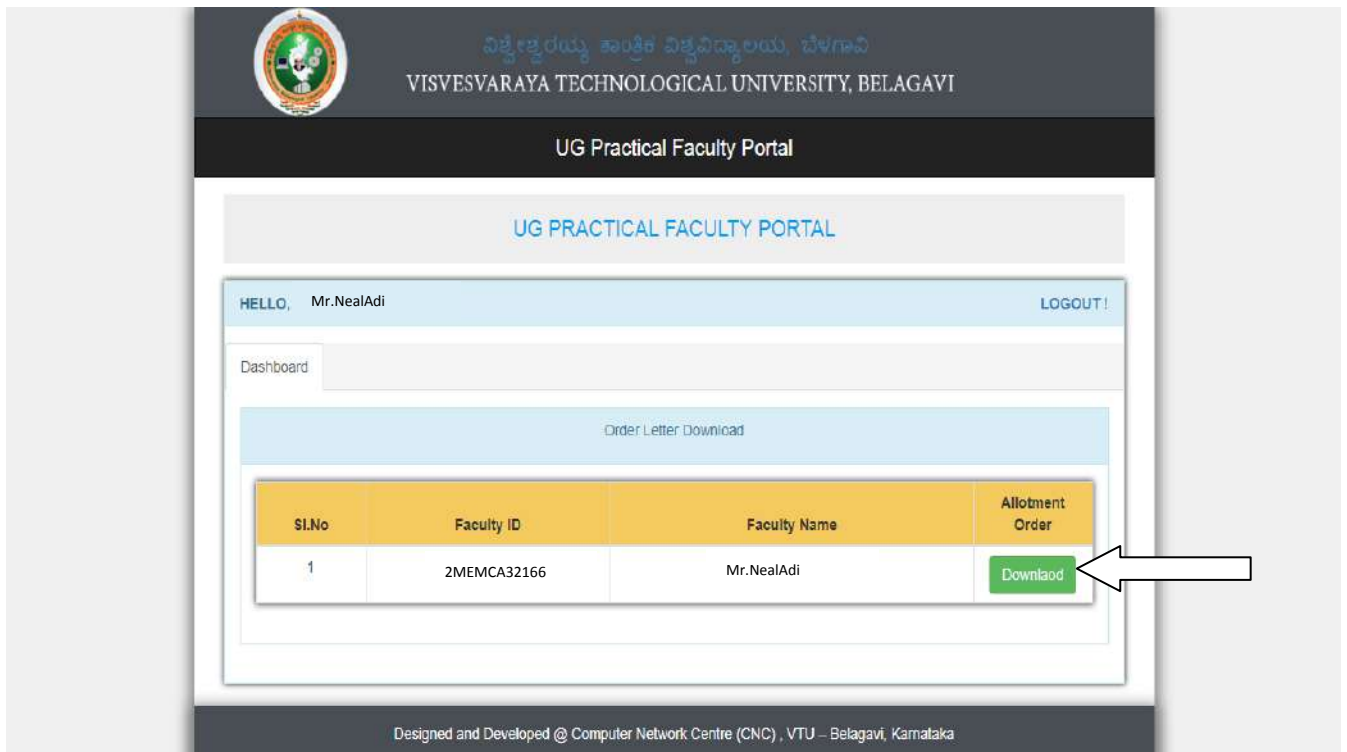 ವಿಶ್ವೇಶ್ವರಯ್ಯ ತಾಂತ್ರಿಕ ವಿಶ್ವವಿದ್ಯಾಲಯ, ಬೆಳಗಾವಿ
VISVESVARAYA TECHNOLOGICAL UNIVERSITY, BELAGAVI
UG Practical Faculty Portal
UG PRACTICAL FACULTY PORTAL
HELLO, Mr.NealAdi LOGOUT!
Dashboard
Order Letter Download
Sl.No Faculty ID Faculty Name Allotment Order
1 2MEMCA32166 Mr.NealAdi Downlaod
Designed and Developed @ Computer Network Centre (CNC) , VTU – Belagavi, Karnataka